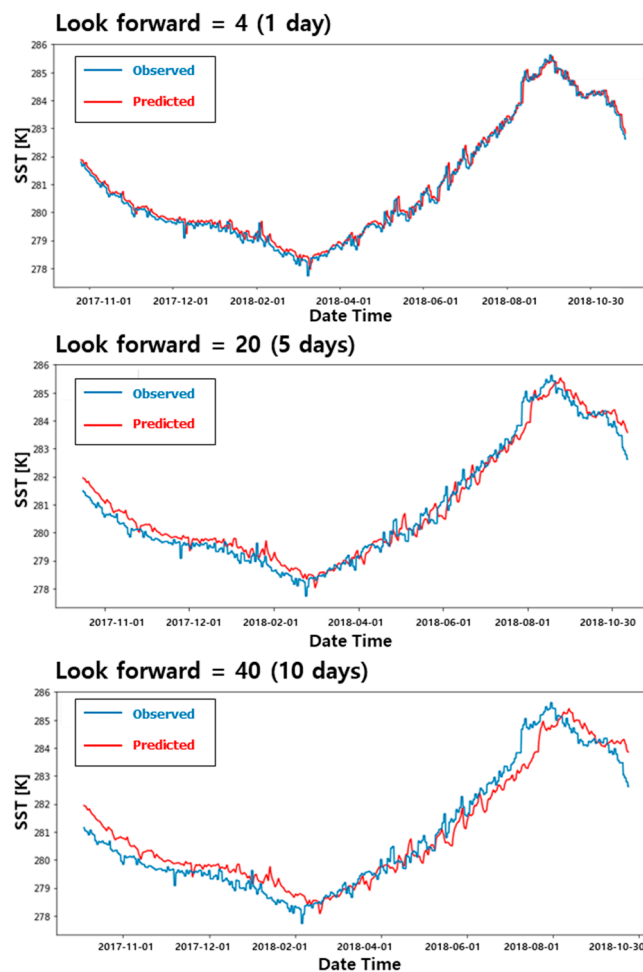 Look forward = 4 (1 day)
286
285
284
283
282
281
280
279
278
SST [K]
Observed
Predicted
2017-11-01 2017-12-01 2018-02-01 2018-04-01 2018-06-01 2018-08-01 2018-10-30
Date Time
Look forward = 20 (5 days)
286
285
284
283
282
281
280
279
278
SST [K]
Observed
Predicted
2017-11-01 2017-12-01 2018-02-01 2018-04-01 2018-06-01 2018-08-01 2018-10-30
Date Time
Look forward = 40 (10 days)
286
285
284
283
282
281
280
279
278
SST [K]
Observed
Predicted
2017-11-01 2017-12-01 2018-02-01 2018-04-01 2018-06-01 2018-08-01 2018-10-30
Date Time